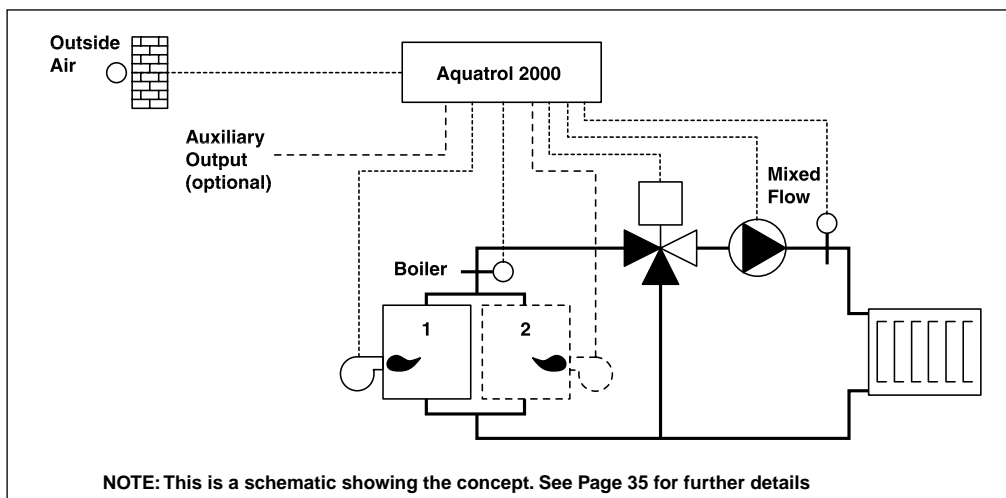 Outside
Air
Aquatrol 2000
Auxiliary
Output
(optional)
Mixed
Flow
Boiler
1
2
NOTE: This is a schematic showing the concept. See Page 35 for further details